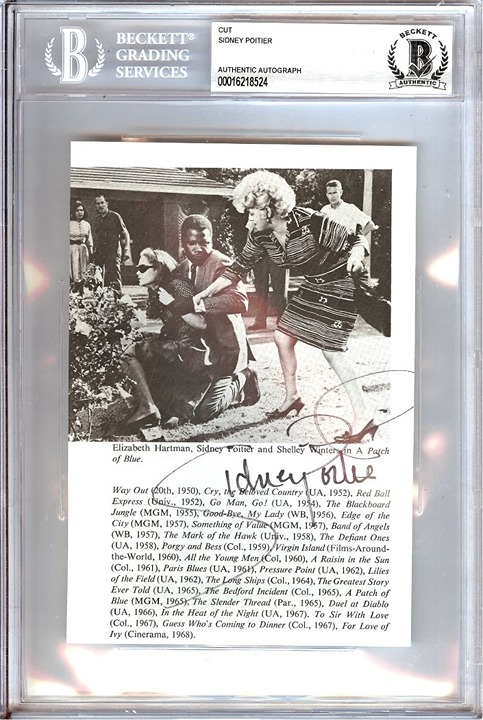 BECKETT®
GRADING
SERVICES
B
CUT
SIDNEY POITIER
AUTHENTIC AUTOGRAPH
00016218524
BECKETT
B
AUTHENTIC
Elizabeth Hartman, Sidney Poitier and Shelley Winters in A Patch
of Blue.
Sidney Poitier
Way Out (20th, 1950), Cry, the Beloved Country (UA, 1952), Red Ball
Express (Univ., 1952), Go Man, Go! (UA, 1954), The Blackboard
Jungle (MGM, 1955), Good-Bye, My Lady (WB, 1956), Edge of the
City (MGM, 1957), Something of Value (MGM, 1957), Band of Angels
(WB, 1957), The Mark of the Hawk (Univ., 1958), The Defiant Ones
(UA, 1958), Porgy and Bess (Col., 1959), Virgin Island (Films-Around-
the-World, 1960), All the Young Men (Col., 1960), A Raisin in the Sun
(Col., 1961), Paris Blues (UA, 1961), Pressure Point (UA, 1962), Lilies
of the Field (UA, 1962), The Long Ships (Col., 1964), The Greatest Story
Ever Told (UA, 1965), The Bedford Incident (Col., 1965), A Patch of
Blue (MGM, 1965), The Slender Thread (Par., 1965), Duel at Diablo
(UA, 1966), In the Heat of the Night (UA, 1967). To Sir With Love
(Col., 1967), Guess Who's Coming to Dinner (Col., 1967), For Love of
Ivy (Cinerama, 1968).